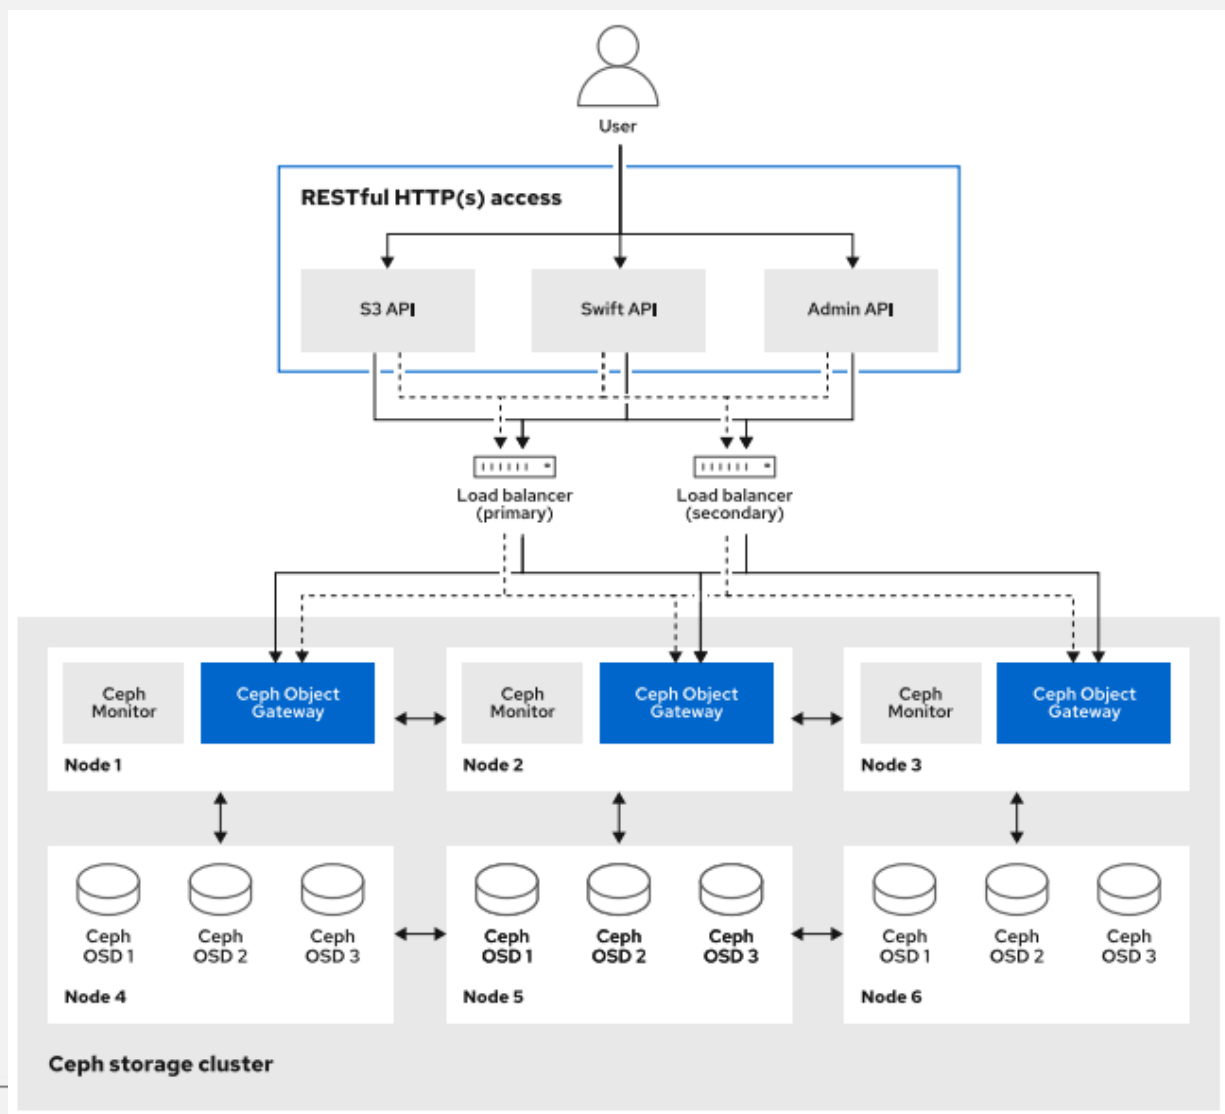 User
RESTful HTTP(s) access
S3 API
Swift API
Admin API
Load balancer
(primary)
Load balancer
(secondary)
Ceph
Monitor
Ceph Object
Gateway
Node 1
Ceph
Monitor
Ceph Object
Gateway
Node 2
Ceph
Monitor
Ceph Object
Gateway
Node 3
Ceph
OSD 1
Ceph
OSD 2
Ceph
OSD 3
Node 4
Ceph
OSD 1
Ceph
OSD 2
Ceph
OSD 3
Node 5
Ceph
OSD 1
Ceph
OSD 2
Ceph
OSD 3
Node 6
Ceph storage cluster